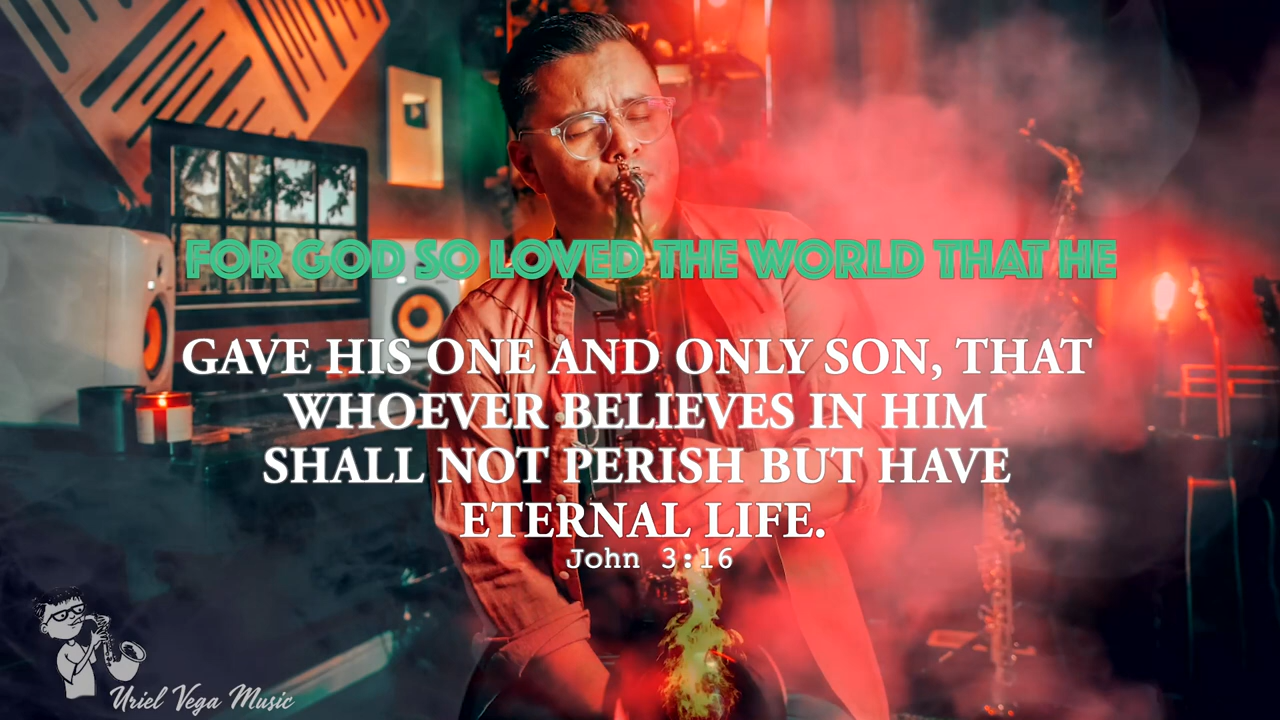 FOR GOD SO LOVED THE WORLD THAT HE
GAVE HIS ONE AND ONLY SON, THAT
WHOEVER BELIEVES IN HIM
SHALL NOT PERISH BUT HAVE
ETERNAL LIFE.
John 3:16
Uriel Vega Music